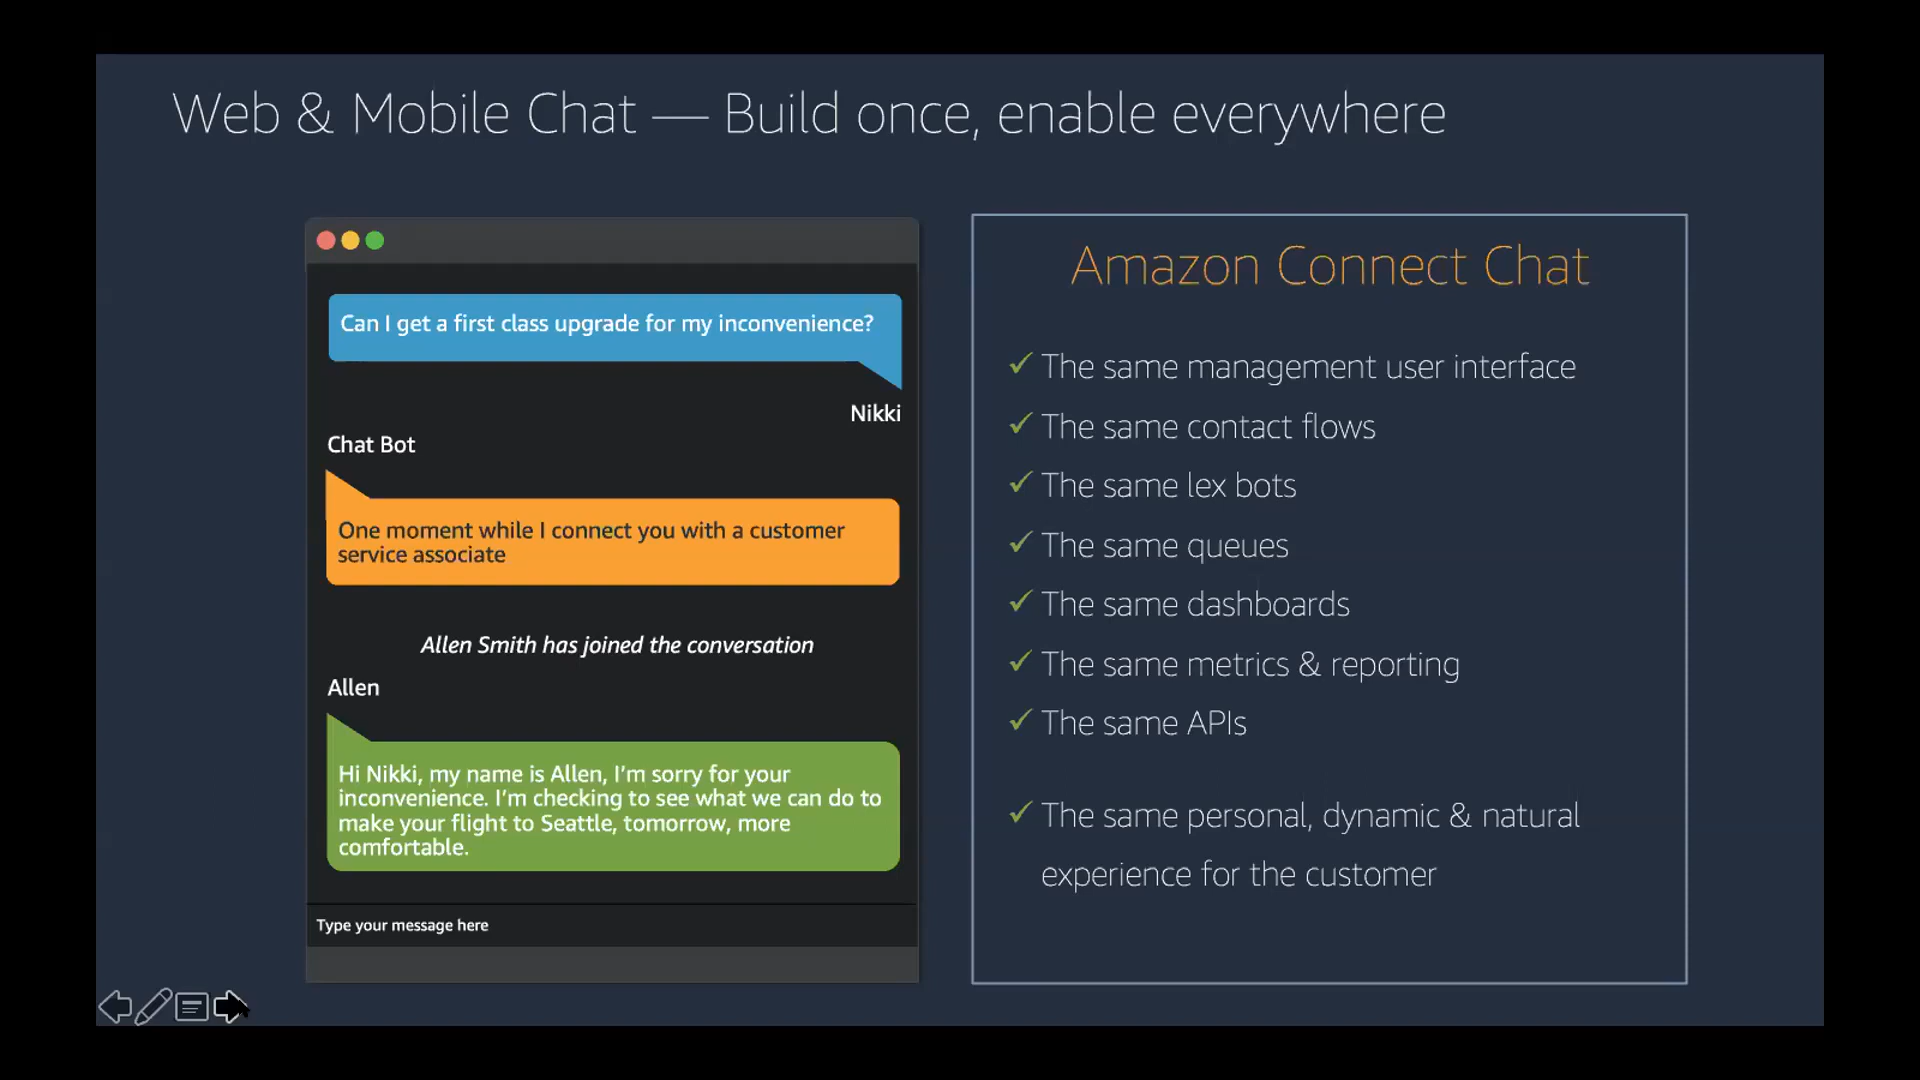 Web & Mobile Chat — Build once, enable everywhere
Can I get a first class upgrade for my inconvenience?
Nikki
Chat Bot
One moment while I connect you with a customer
service associate
Allen Smith has joined the conversation
Allen
Hi Nikki, my name is Allen, I'm sorry for your
inconvenience. I'm checking to see what we can do to
make your flight to Seattle, tomorrow, more
comfortable.
Type your message here
Amazon Connect Chat
✓ The same management user interface
✓ The same contact flows
✓ The same lex bots
✓ The same queues
✓ The same dashboards
✓ The same metrics & reporting
✓ The same APIs
✓ The same personal, dynamic & natural
experience for the customer